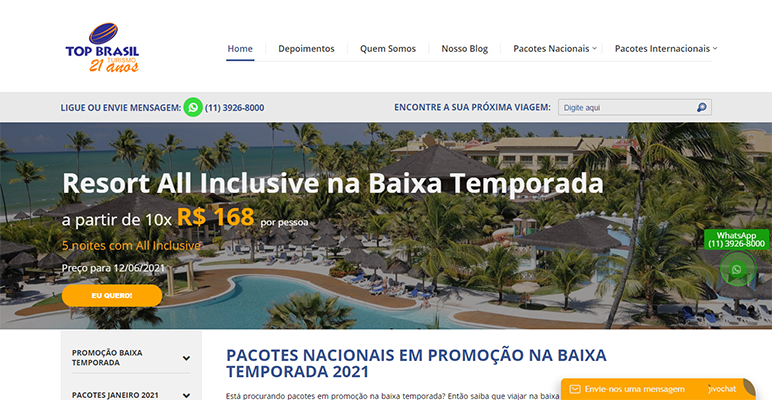 TOP BRASIL
TURISMO
21 anos
Home
Depoimentos
Quem Somos
Nosso Blog
Pacotes Nacionais
Pacotes Internacionais
LIGUE OU ENVIE MENSAGEM: (11) 3926-8000
ENCONTRE A SUA PRÓXIMA VIAGEM:
Digite aqui
Resort All Inclusive na Baixa Temporada
a partir de 10x R$ 168 por pessoa
5 noites com All Inclusive
Preço para 12/06/2021
EU QUERO!
WhatsApp
(11) 3926-8000
PROMOÇÃO BAIXA
TEMPORADA
PACOTES JANEIRO 2021
PACOTES NACIONAIS EM PROMOÇÃO NA BAIXA
TEMPORADA 2021
Está procurando pacotes em promoção na baixa temporada? Então saiba que viajar na baixa
Envie-nos uma mensagem
jivochat